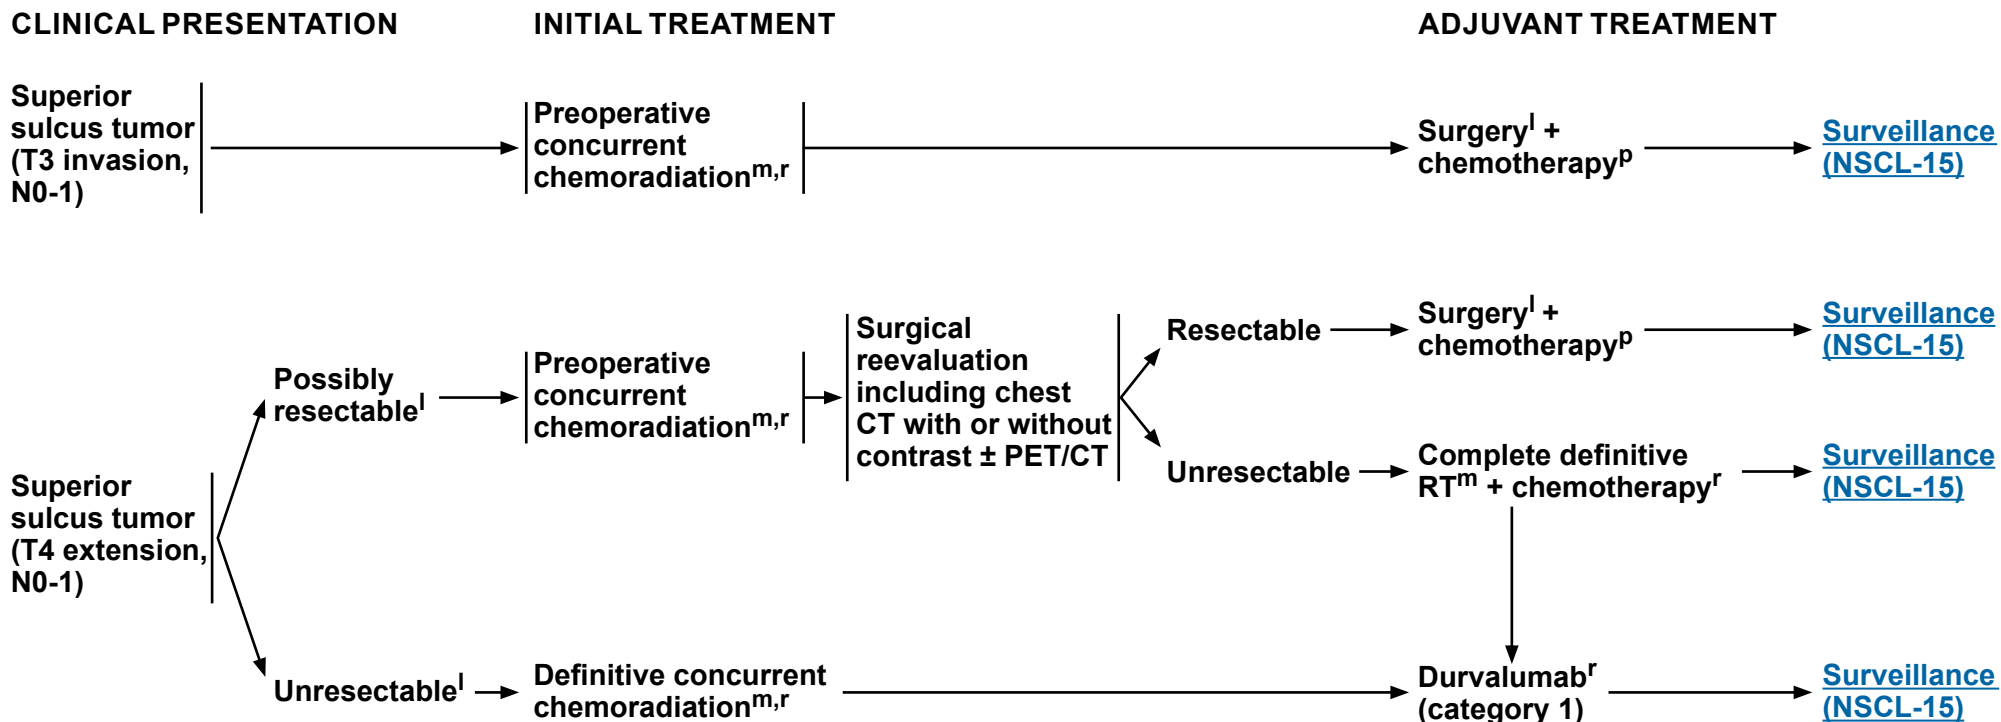 CLINICAL PRESENTATION
INITIAL TREATMENT
ADJUVANT TREATMENT
Superior
sulcus tumor
(T3 invasion,
N0-1)
Preoperative
concurrent
chemoradiationm,r
Surgeryl +
chemotherapyp
Surveillance
(NSCL-15)
Superior
sulcus tumor
(T4 extension,
N0-1)
Possibly
resectablel
Preoperative
concurrent
chemoradiationm,r
Surgical
reevaluation
including chest
CT with or without
contrast ± PET/CT
Resectable
Surgeryl +
chemotherapyp
Surveillance
(NSCL-15)
Unresectable
Complete definitive
RTm + chemotherapyr
Surveillance
(NSCL-15)
Unresectablel
Definitive concurrent
chemoradiationm,r
Durvalumabr
(category 1)
Surveillance
(NSCL-15)